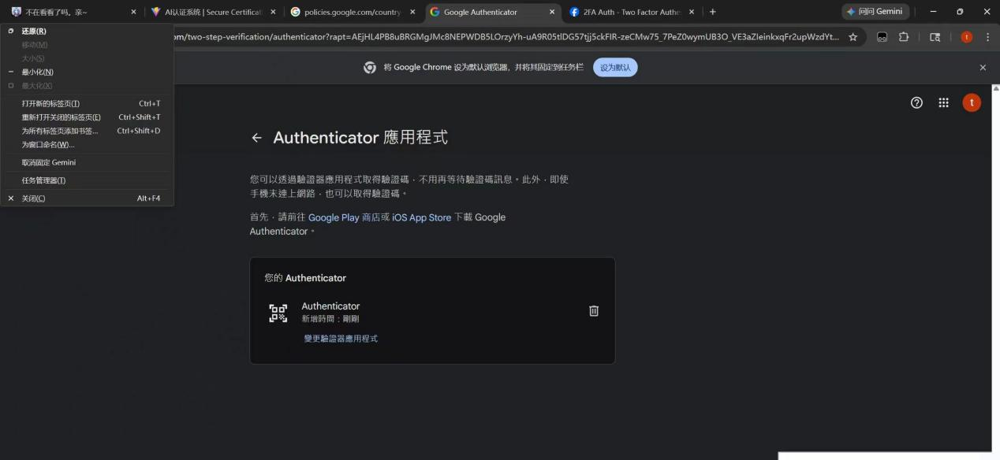 不在看看了吗。亲~
AI认证系统 | Secure Certificat
policies.google.com/country
Google Authenticator
2FA Auth - Two Factor Authe
问问 Gemini
om/two-step-verification/authenticator?rapt=AEjHL4PB8uBRGMgJMc8NEPWDB5LOrzyYh-uA9R05tlDG57tjj5ckFIR-zeCMw75_7PeZ0wymUB3O_VE3aZIeinkxqFr2upWzdYt...
t
还原(R)
移动(M)
大小(S)
最小化(N)
最大化(X)
打开新的标签页(T) Ctrl+T
重新打开关闭的标签页(E) Ctrl+Shift+T
为所有标签页添加书签... Ctrl+Shift+D
为窗口命名(W)...
取消固定 Gemini
任务管理器(T)
关闭(C) Alt+F4
将 Google Chrome 设为默认浏览器，并将其固定到任务栏 设为默认
t
Authenticator 應用程式
您可以透過驗證器應用程式取得驗證碼，不用再等待驗證碼訊息。此外，即使
手機未連上網路，也可以取得驗證碼。
首先，請前往 Google Play 商店或 iOS App Store 下載 Google
Authenticator。
您的 Authenticator
Authenticator
新增時間：剛剛
變更驗證器應用程式